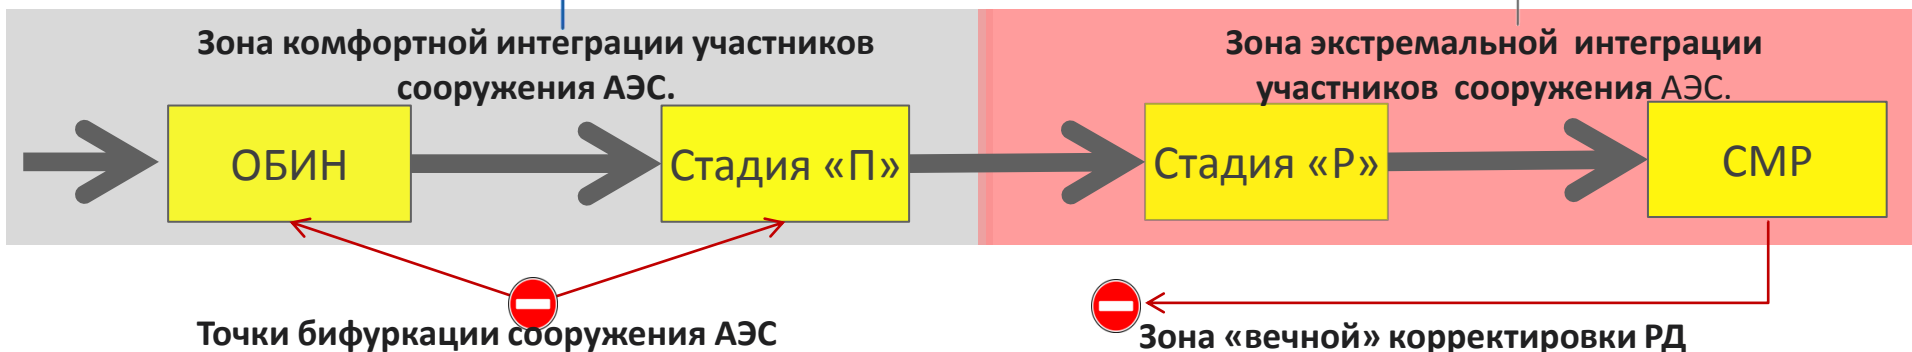 Зона комфортной интеграции участников
сооружения АЭС.
Зона экстремальной интеграции
участников сооружения АЭС.
ОБИН
Стадия «П»
Стадия «Р»
СМР
Точки бифуркации сооружения АЭС
Зона «вечной» корректировки РД